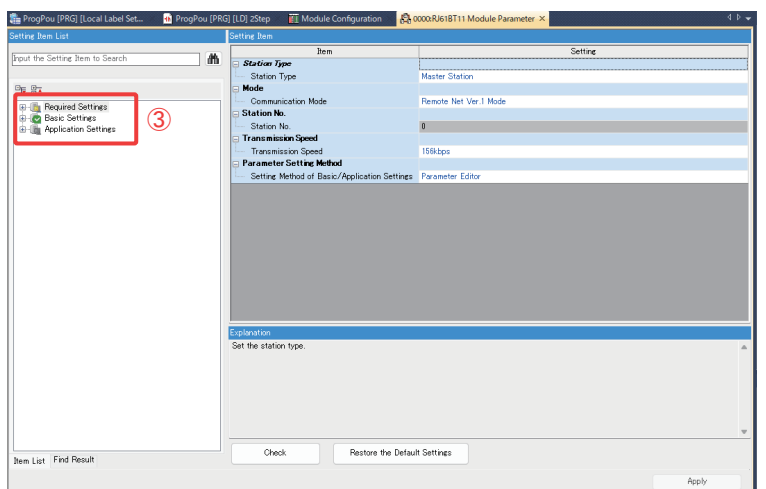 ProgPou [PRG] [Local Label Set...
ProgPou [PRG] [LD] 2Step
Module Configuration
0000:RJ61BT11 Module Parameter
Setting Item List
Setting Item
Input the Setting Item to Search
Item
Setting
Station Type
Station Type
Master Station
Mode
Communication Mode
Remote Net Ver.1 Mode
Station No.
Station No.
0
Transmission Speed
Transmission Speed
156kbps
Parameter Setting Method
Setting Method of Basic/Application Settings
Parameter Editor
Required Settings
Basic Settings
Application Settings
③
Explanation
Set the station type.
Check
Restore the Default Settings
Item List
Find Result
Apply